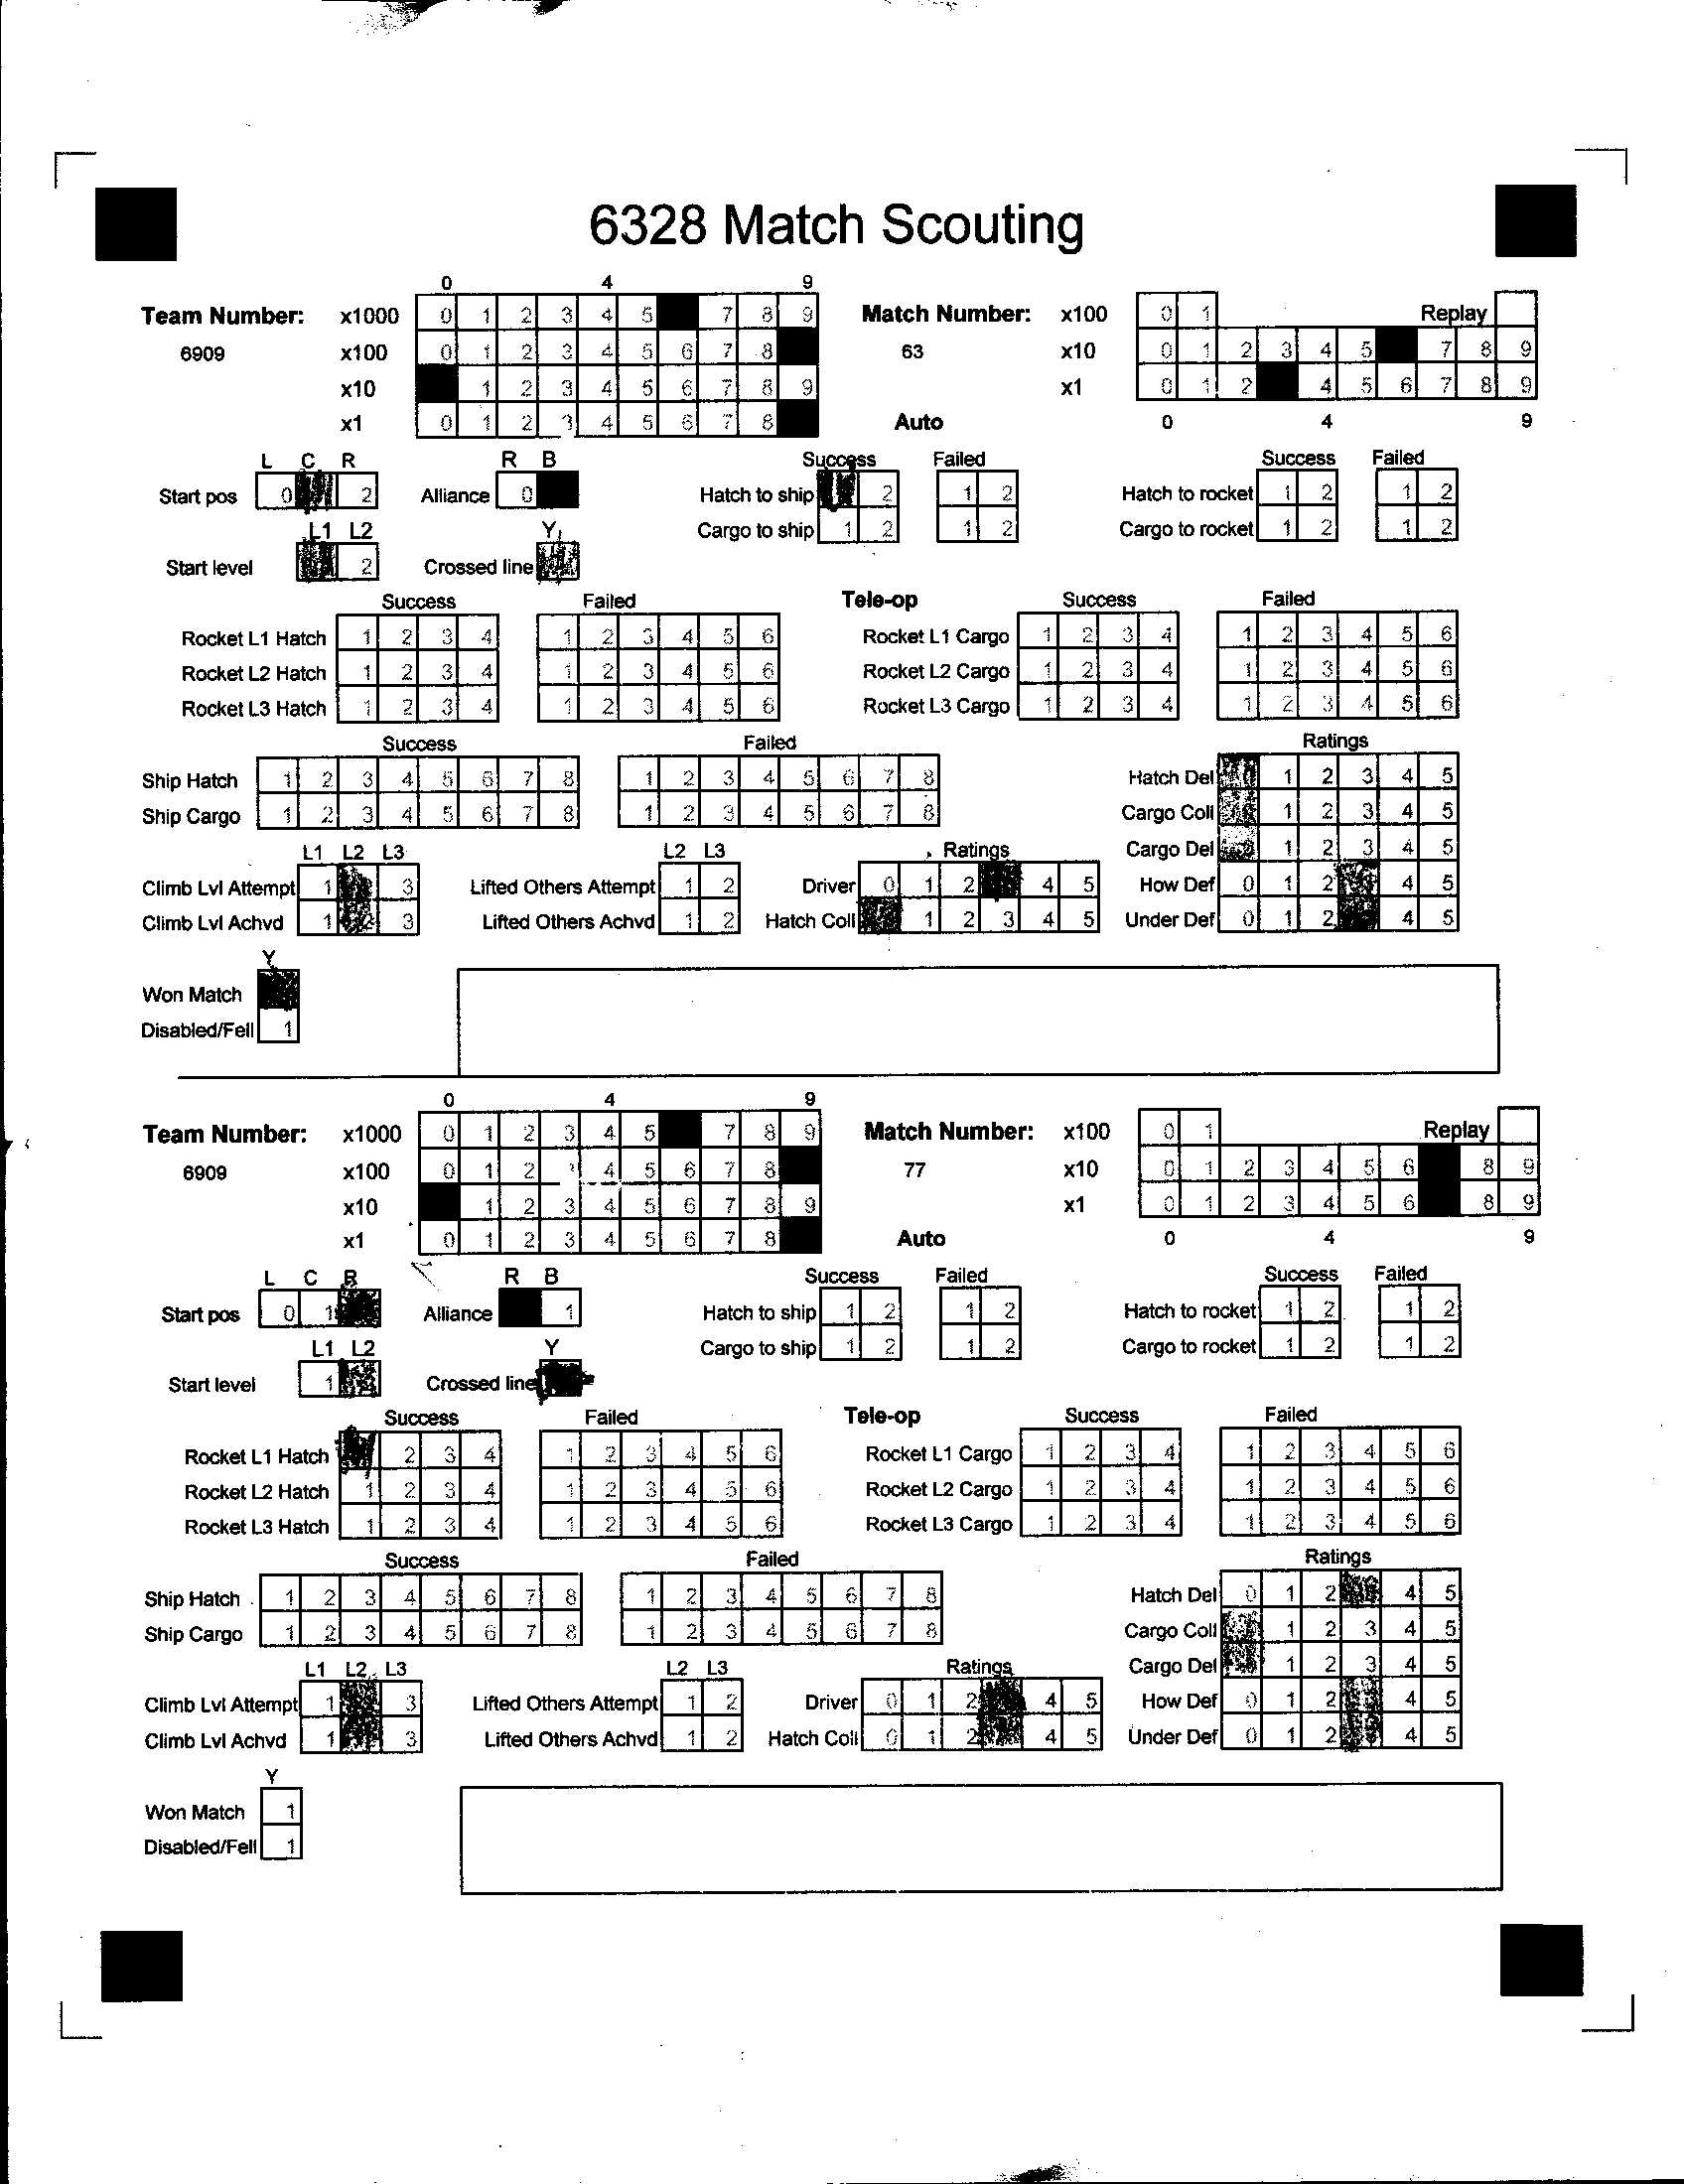 6328 Match Scouting
0 4 9
Team Number: x1000 0 1 2 3 4 5 7 8 9 Match Number: x100 0 1 Replay
6909 x100 0 1 2 3 4 5 6 7 8 63 x10 0 1 2 3 4 5 7 8 9
x10 1 2 3 4 5 6 7 8 9 x1 0 1 2 4 5 6 7 8 9
x1 0 1 2 3 4 5 6 7 8 Auto 0 4 9
L C R R B Success Failed Success Failed
Start pos 0 2 Alliance 0 Hatch to ship 2 1 2 Hatch to rocket 1 2 1 2
L1 L2 Y Cargo to ship 1 2 1 2 Cargo to rocket 1 2 1 2
Start level 2 Crossed line
Success Failed Tele-op Success Failed
Rocket L1 Hatch 1 2 3 4 1 2 3 4 5 6 Rocket L1 Cargo 1 2 3 4 1 2 3 4 5 6
Rocket L2 Hatch 1 2 3 4 1 2 3 4 5 6 Rocket L2 Cargo 1 2 3 4 1 2 3 4 5 6
Rocket L3 Hatch 1 2 3 4 1 2 3 4 5 6 Rocket L3 Cargo 1 2 3 4 1 2 3 4 5 6
Success Failed Ratings
Ship Hatch 1 2 3 4 5 6 7 8 1 2 3 4 5 6 7 8 Hatch Del 1 2 3 4 5
Ship Cargo 1 2 3 4 5 6 7 8 1 2 3 4 5 6 7 8 Cargo Coll 1 2 3 4 5
L1 L2 L3 L2 L3 Ratings Cargo Del 1 2 3 4 5
Climb Lvl Attempt 1 3 Lifted Others Attempt 1 2 Driver 0 1 2 4 5 How Def 0 1 2 4 5
Climb Lvl Achvd 1 3 Lifted Others Achvd 1 2 Hatch Coll 1 2 3 4 5 Under Def 0 1 2 4 5
Y
Won Match
Disabled/Fell 1
0 4 9
Team Number: x1000 0 1 2 3 4 5 7 8 9 Match Number: x100 0 1 Replay
6909 x100 0 1 2 4 5 6 7 8 77 x10 0 1 2 3 4 5 6 8 9
x10 1 2 3 4 5 6 7 8 9 x1 0 1 2 3 4 5 6 8 9
x1 0 1 2 3 4 5 6 7 8 Auto 0 4 9
L C R R B Success Failed Success Failed
Start pos 0 1 Alliance 1 Hatch to ship 1 2 1 2 Hatch to rocket 1 2 1 2
L1 L2 Y Cargo to ship 1 2 1 2 Cargo to rocket 1 2 1 2
Start level 1 Crossed line
Success Failed Tele-op Success Failed
Rocket L1 Hatch 2 3 4 1 2 3 4 5 6 Rocket L1 Cargo 1 2 3 4 1 2 3 4 5 6
Rocket L2 Hatch 1 2 3 4 1 2 3 4 5 6 Rocket L2 Cargo 1 2 3 4 1 2 3 4 5 6
Rocket L3 Hatch 1 2 3 4 1 2 3 4 5 6 Rocket L3 Cargo 1 2 3 4 1 2 3 4 5 6
Success Failed Ratings
Ship Hatch 1 2 3 4 5 6 7 8 1 2 3 4 5 6 7 8 Hatch Del 0 1 2 4 5
Ship Cargo 1 2 3 4 5 6 7 8 1 2 3 4 5 6 7 8 Cargo Coll 1 2 3 4 5
L1 L2 L3 L2 L3 Ratings Cargo Del 1 2 3 4 5
Climb Lvl Attempt 1 3 Lifted Others Attempt 1 2 Driver 0 1 2 4 5 How Def 0 1 2 4 5
Climb Lvl Achvd 1 3 Lifted Others Achvd 1 2 Hatch Coll 0 1 2 4 5 Under Def 0 1 2 4 5
Y
Won Match 1
Disabled/Fell 1